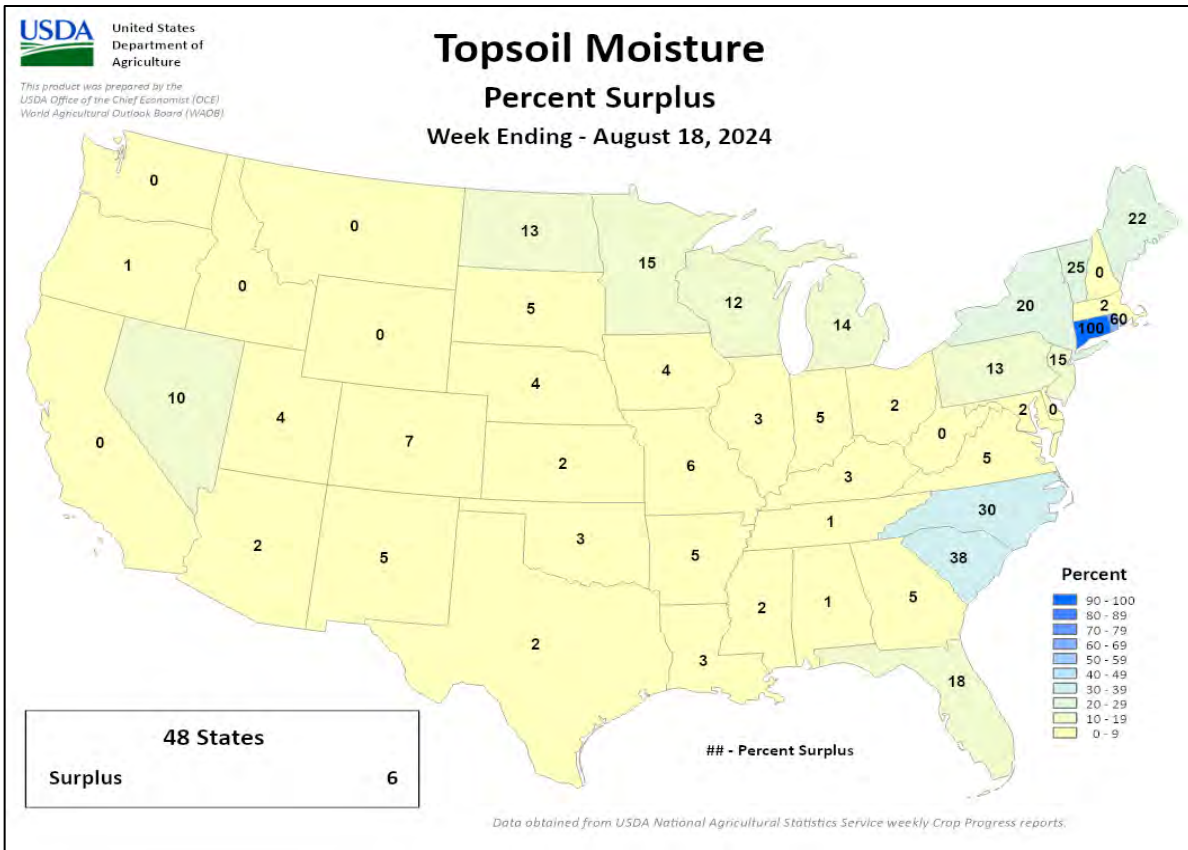 USDA
United States
Department of
Agriculture
This product was prepared by the
USDA Office of the Chief Economist (OCE)
World Agricultural Outlook Board (WAOB)
Topsoil Moisture
Percent Surplus
Week Ending - August 18, 2024
0
0
13
22
15
1
25
0
0
5
12
20
2
60
0
14
100
4
4
13
15
10
4
3
5
2
2
0
0
7
0
2
6
3
5
30
1
2
5
3
5
38
2
1
5
2
3
18
Percent
90 - 100
80 - 89
70 - 79
60 - 69
50 - 59
40 - 49
30 - 39
20 - 29
10 - 19
0 - 9
48 States
Surplus 6
## - Percent Surplus
Data obtained from USDA National Agricultural Statistics Service weekly Crop Progress reports.